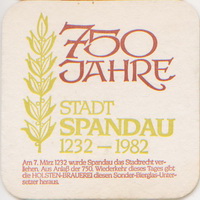 750
JAHRE
STADT
SPANDAU
1232 – 1982
Am 7. März 1232 wurde Spandau das Stadtrecht ver-
liehen. Aus Anlaß der 750. Wiederkehr dieses Tages gibt
die HOLSTEN-BRAUEREI diesen Sonder-Bierglas-Unter-
setzer heraus.